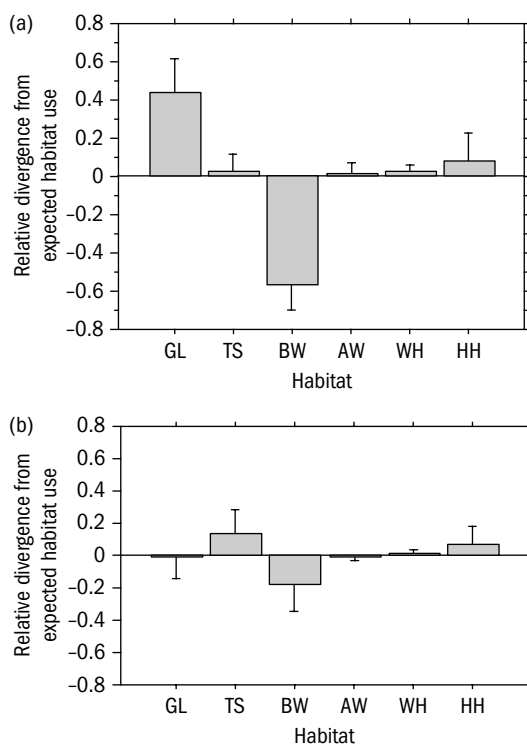 (a)
Relative divergence from
expected habitat use
0.8
0.6
0.4
0.2
0
−0.2
−0.4
−0.6
−0.8
GL TS BW AW WH HH
Habitat
(b)
Relative divergence from
expected habitat use
0.8
0.6
0.4
0.2
0
−0.2
−0.4
−0.6
−0.8
GL TS BW AW WH HH
Habitat